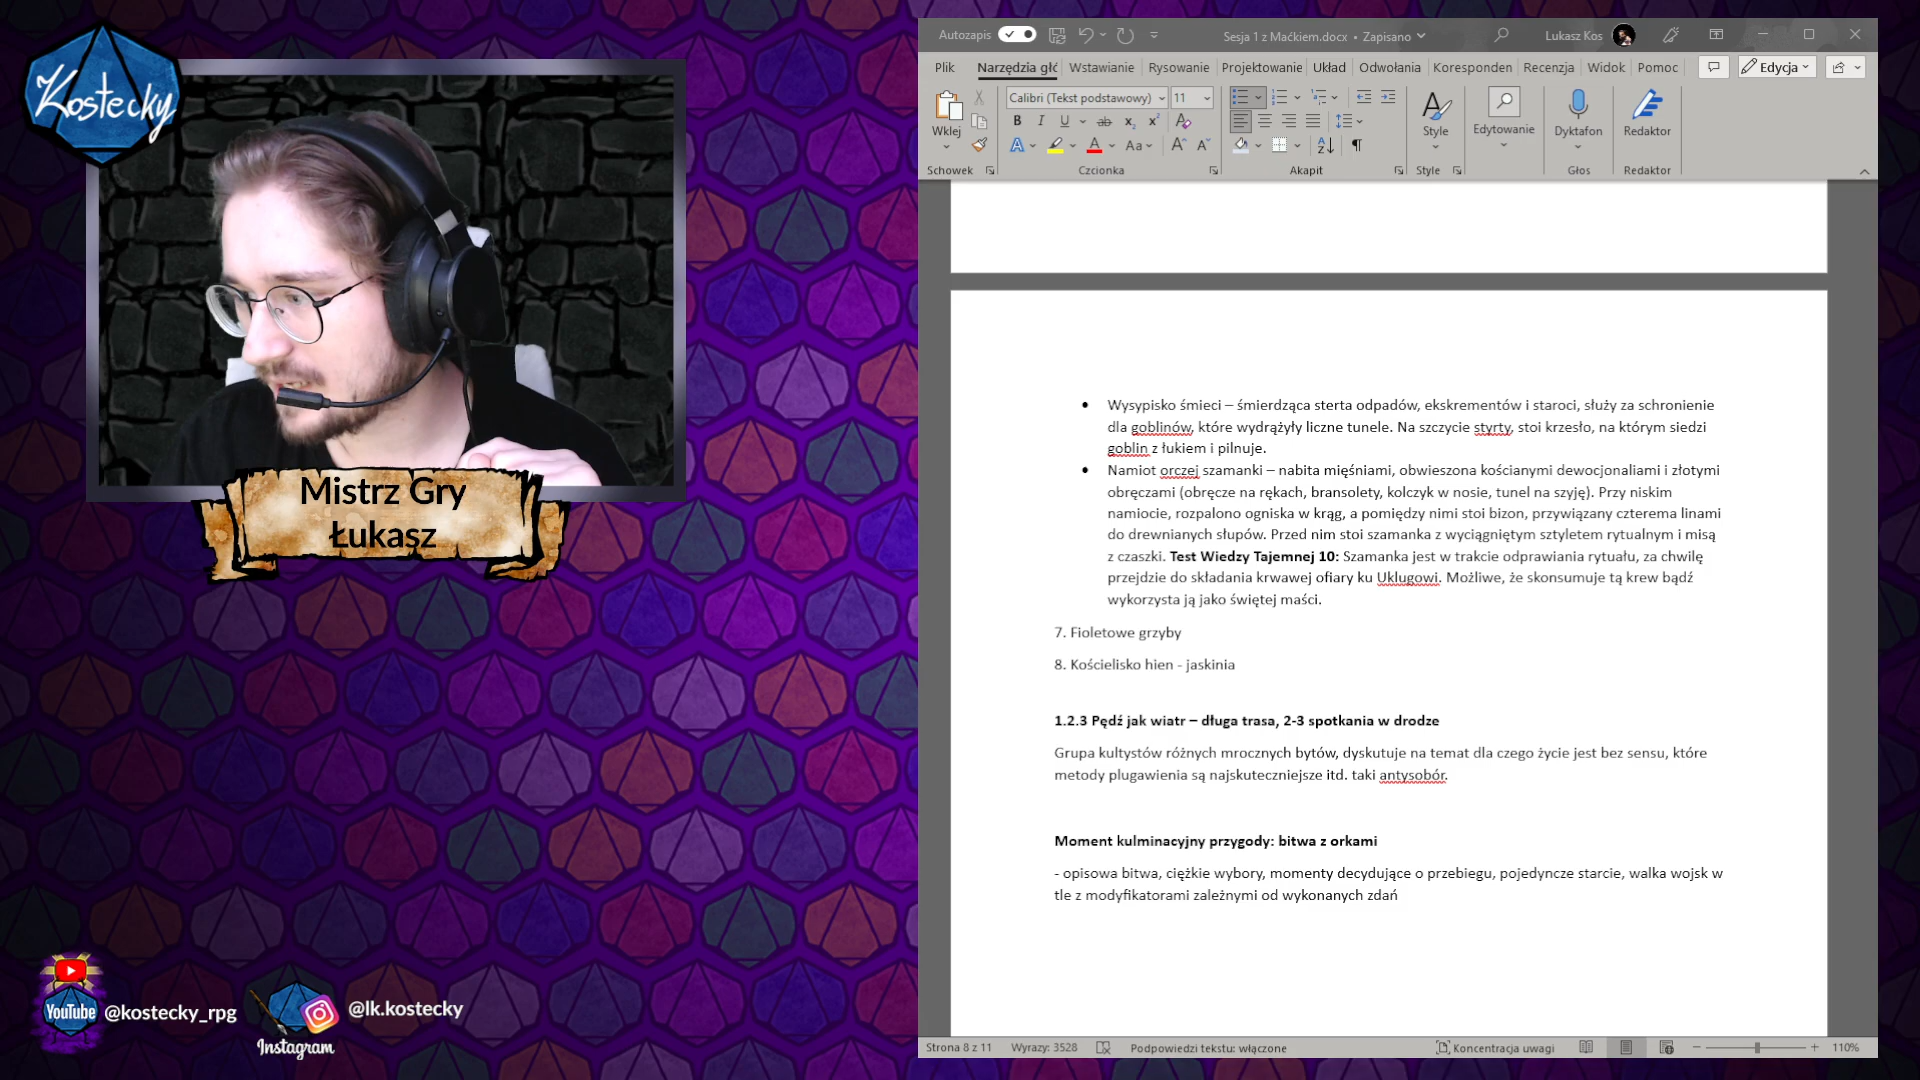 Kostecky
Mistrz Gry
Łukasz
YouTube @kostecky_rpg
Instagram @lk.kostecky
Autozapis
Sesja 1 z Maćkiem.docx • Zapisano
Lukasz Kos
Plik Narzędzia głć Wstawianie Rysowanie Projektowanie Układ Odwołania Koresponden Recenzja Widok Pomoc Edycja
Calibri (Tekst podstawowy) 11
Wklej
B I U ab x₂ x² A
A A Aa A A
Style
Edytowanie
Dyktafon
Redaktor
Schowek Czcionka Akapit Style Głos Redaktor
• Wysypisko śmieci – śmierdząca sterta odpadów, ekskrementów i staroci, służy za schronienie
dla goblinów, które wydrążyły liczne tunele. Na szczycie styrty, stoi krzesło, na którym siedzi
goblin z łukiem i pilnuje.
• Namiot orczej szamanki – nabita mięśniami, obwieszona kościanymi dewocjonaliami i złotymi
obręczami (obręcze na rękach, bransolety, kolczyk w nosie, tunel na szyję). Przy niskim
namiocie, rozpalono ogniska w krąg, a pomiędzy nimi stoi bizon, przywiązany czterema linami
do drewnianych słupów. Przed nim stoi szamanka z wyciągniętym sztyletem rytualnym i misą
z czaszki. Test Wiedzy Tajemnej 10: Szamanka jest w trakcie odprawiania rytuału, za chwilę
przejdzie do składania krwawej ofiary ku Uklugowi. Możliwe, że skonsumuje tą krew bądź
wykorzysta ją jako świętej maści.
7. Fioletowe grzyby
8. Kościelisko hien - jaskinia
1.2.3 Pędź jak wiatr – długa trasa, 2-3 spotkania w drodze
Grupa kultystów różnych mrocznych bytów, dyskutuje na temat dla czego życie jest bez sensu, które
metody plugawienia są najskuteczniejsze itd. taki antysobór.
Moment kulminacyjny przygody: bitwa z orkami
- opisowa bitwa, ciężkie wybory, momenty decydujące o przebiegu, pojedyncze starcie, walka wojsk w
tle z modyfikatorami zależnymi od wykonanych zdań
Strona 8 z 11 Wyrazy: 3528 Podpowiedzi tekstu: włączone Koncentracja uwagi 110%